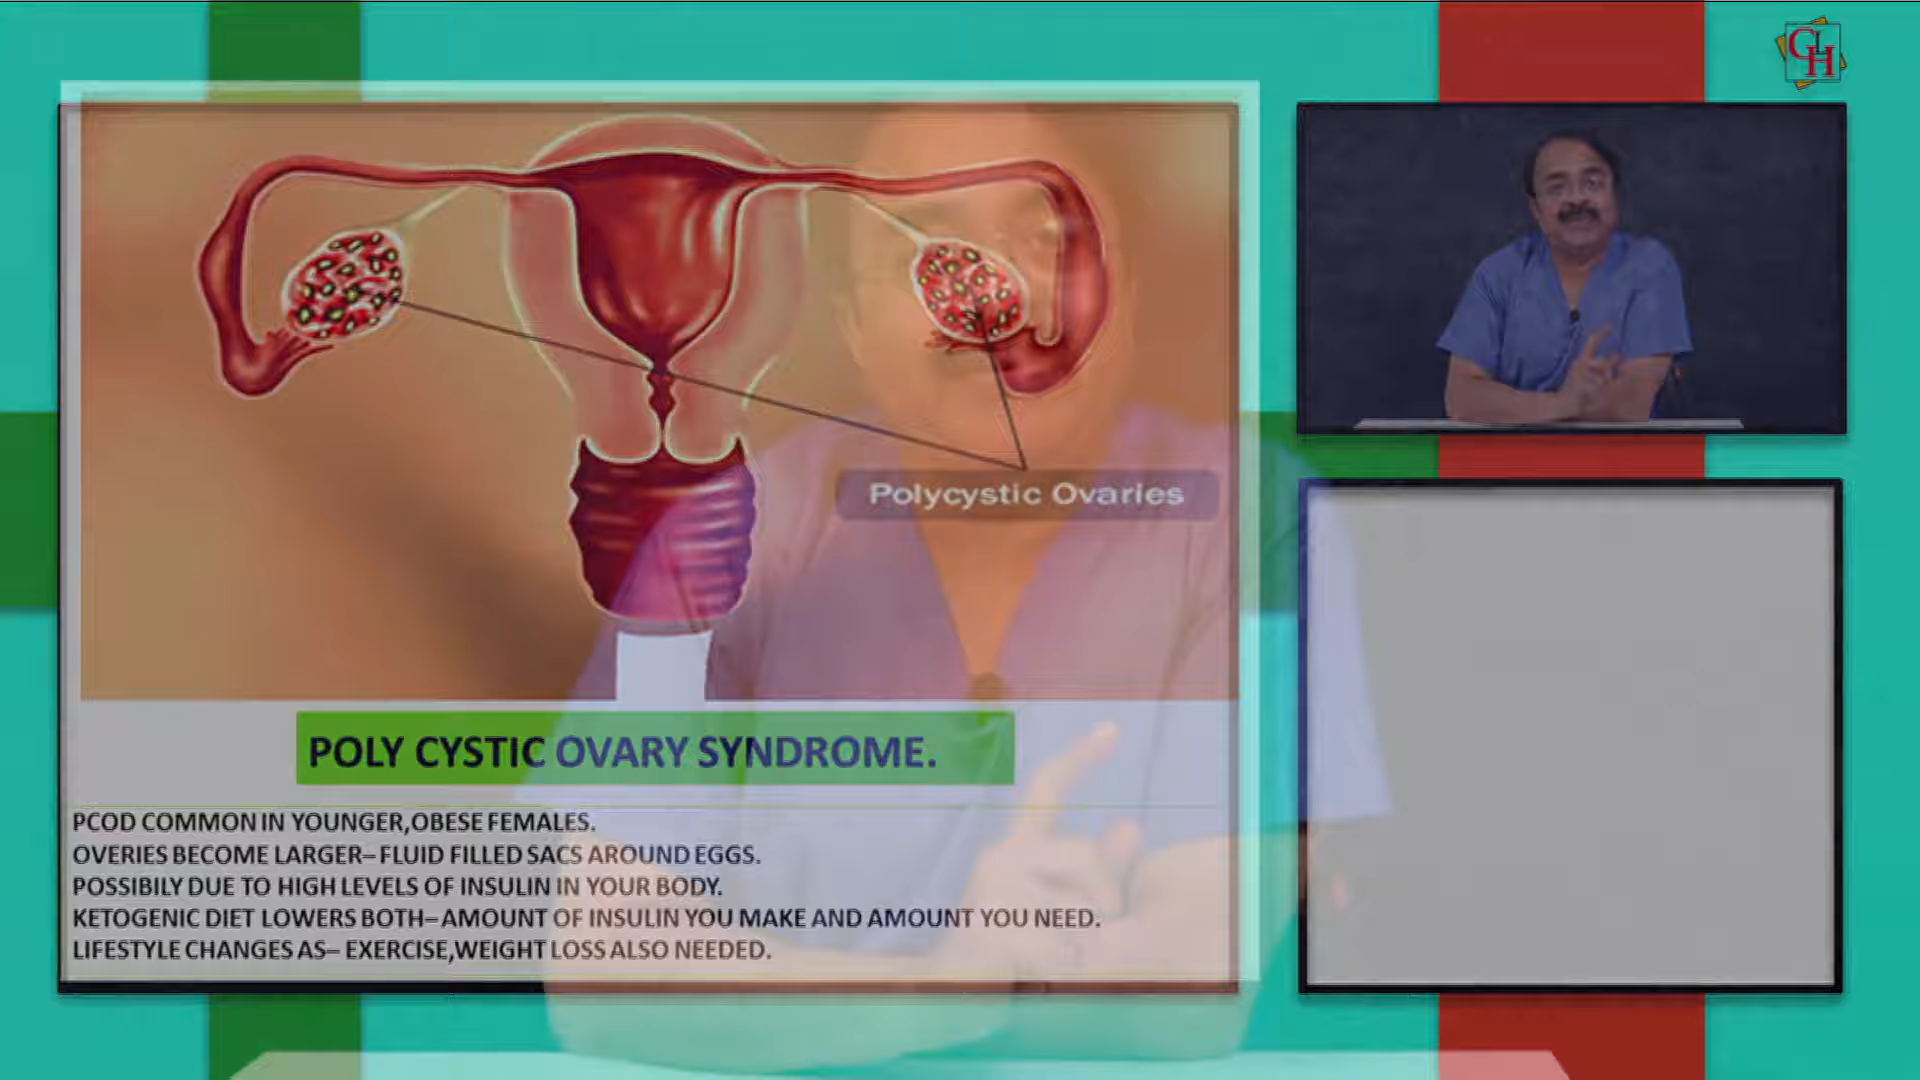 GLH
Polycystic Ovaries
POLY CYSTIC OVARY SYNDROME.
PCOD COMMON IN YOUNGER,OBESE FEMALES.
OVERIES BECOME LARGER– FLUID FILLED SACS AROUND EGGS.
POSSIBILY DUE TO HIGH LEVELS OF INSULIN IN YOUR BODY.
KETOGENIC DIET LOWERS BOTH– AMOUNT OF INSULIN YOU MAKE AND AMOUNT YOU NEED.
LIFESTYLE CHANGES AS– EXERCISE,WEIGHT LOSS ALSO NEEDED.